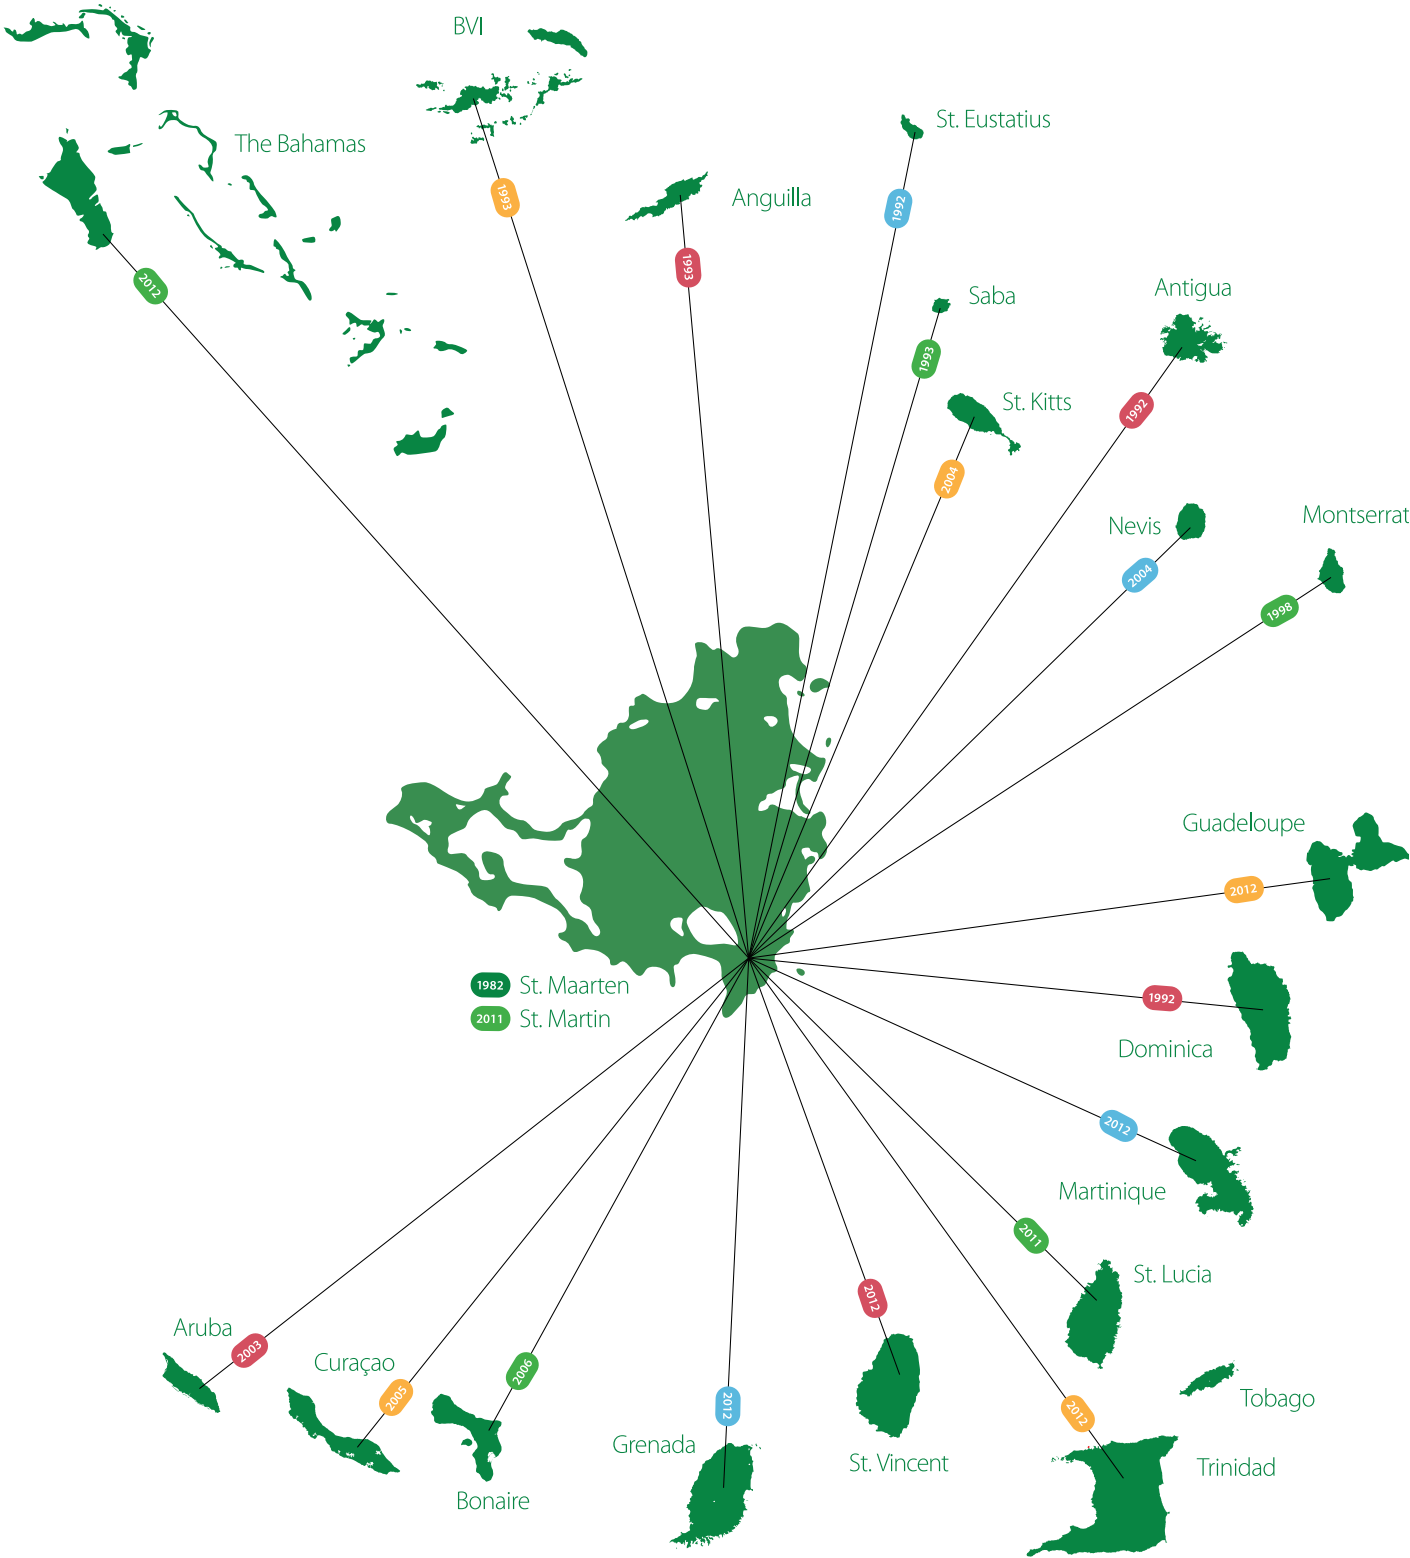 BVI
St. Eustatius
The Bahamas
Anguilla
1993
1992
1993
2012
Saba
Antigua
1993
St. Kitts
1992
2004
Montserrat
Nevis
2004
1998
Guadeloupe
2012
1982 St. Maarten
2011 St. Martin
1992
Dominica
2012
Martinique
2011
St. Lucia
2012
Aruba
2003
Curaçao
2006
2005
2012
2012
Tobago
Grenada
St. Vincent
Trinidad
Bonaire